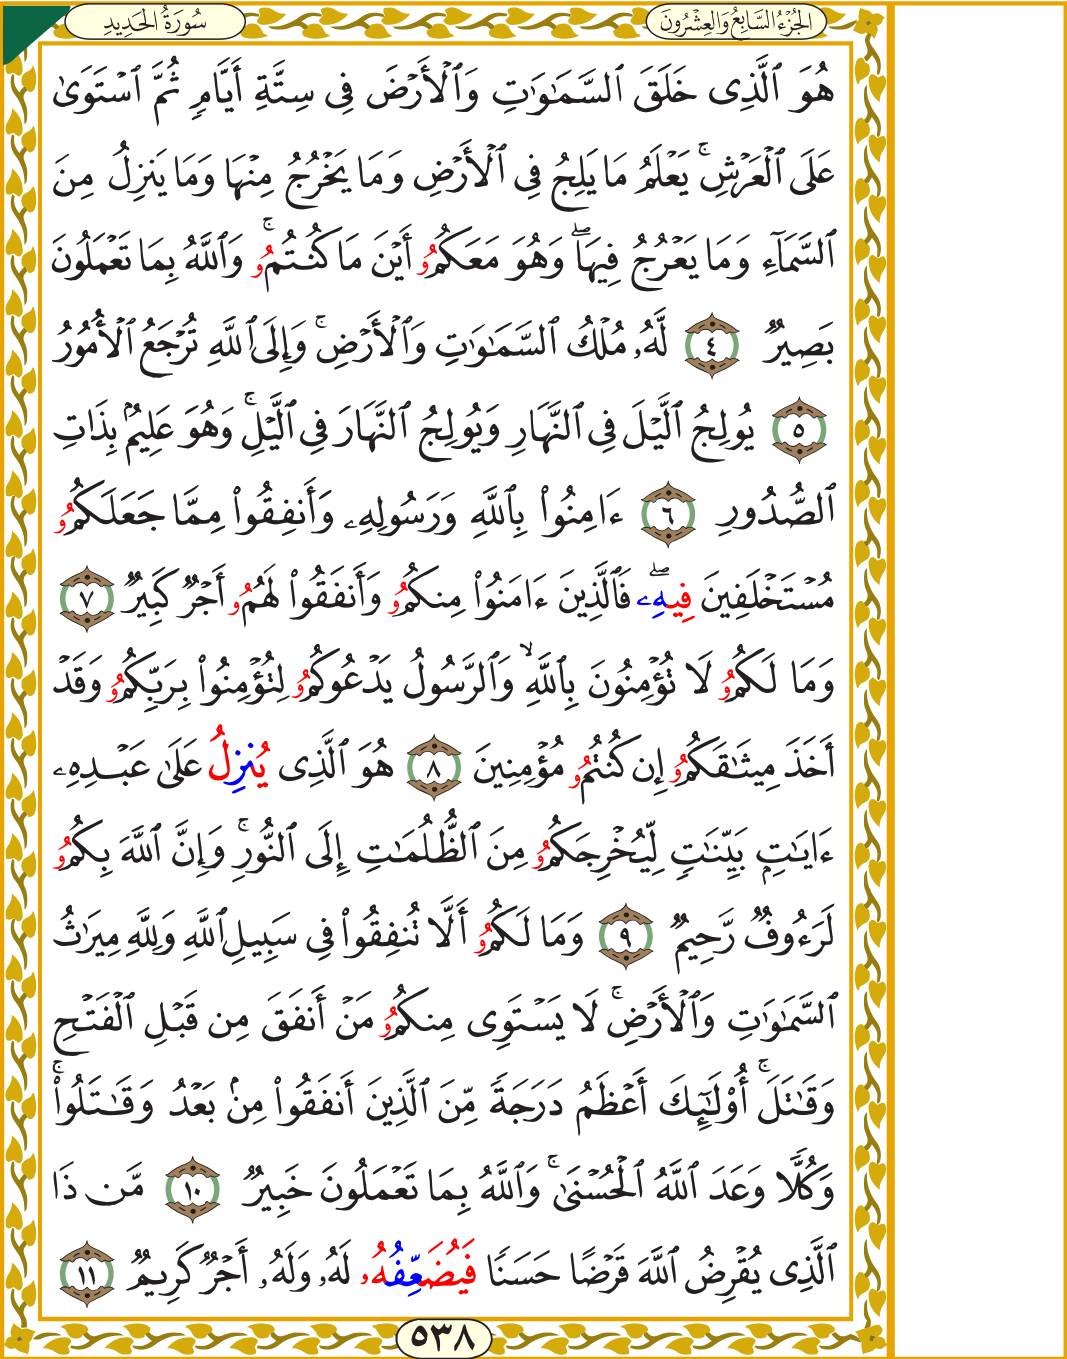 سُورَةُ الحَدِيدِ الجُزْءُ السَّابِعُ وَالعِشْرُونَ
هُوَ ٱلَّذِى خَلَقَ ٱلسَّمَـٰوَٰتِ وَٱلْأَرْضَ فِى سِتَّةِ أَيَّامٍ ثُمَّ ٱسْتَوَىٰ
عَلَى ٱلْعَرْشِ ۚ يَعْلَمُ مَا يَلِجُ فِى ٱلْأَرْضِ وَمَا يَخْرُجُ مِنْهَا وَمَا يَنزِلُ مِنَ
ٱلسَّمَآءِ وَمَا يَعْرُجُ فِيهَا ۖ وَهُوَ مَعَكُمُۥ أَيْنَ مَا كُنتُمُۥ ۚ وَٱللَّهُ بِمَا تَعْمَلُونَ
بَصِيرٌ ٤ لَّهُۥ مُلْكُ ٱلسَّمَـٰوَٰتِ وَٱلْأَرْضِ ۚ وَإِلَى ٱللَّهِ تُرْجَعُ ٱلْأُمُورُ
٥ يُولِجُ ٱلَّيْلَ فِى ٱلنَّهَارِ وَيُولِجُ ٱلنَّهَارَ فِى ٱلَّيْلِ ۚ وَهُوَ عَلِيمٌۢ بِذَاتِ
ٱلصُّدُورِ ٦ ءَامِنُوا۟ بِٱللَّهِ وَرَسُولِهِۦ وَأَنفِقُوا۟ مِمَّا جَعَلَكُمُۥ
مُسْتَخْلَفِينَ فِيهِۦ ۖ فَٱلَّذِينَ ءَامَنُوا۟ مِنكُمُۥ وَأَنفَقُوا۟ لَهُمُۥ أَجْرٌ كَبِيرٌ ٧
وَمَا لَكُمُۥ لَا تُؤْمِنُونَ بِٱللَّهِ ۙ وَٱلرَّسُولُ يَدْعُوكُمُۥ لِتُؤْمِنُوا۟ بِرَبِّكُمُۥ وَقَدْ
أَخَذَ مِيثَـٰقَكُمُۥ إِن كُنتُمُۥ مُؤْمِنِينَ ٨ هُوَ ٱلَّذِى يُنزِلُ عَلَىٰ عَبْدِهِۦ
ءَايَـٰتٍۭ بَيِّنَـٰتٍ لِّيُخْرِجَكُمُۥ مِنَ ٱلظُّلُمَـٰتِ إِلَى ٱلنُّورِ ۚ وَإِنَّ ٱللَّهَ بِكُمُۥ
لَرَءُوفٌ رَّحِيمٌ ٩ وَمَا لَكُمُۥ أَلَّا تُنفِقُوا۟ فِى سَبِيلِ ٱللَّهِ وَلِلَّهِ مِيرَٰثُ
ٱلسَّمَـٰوَٰتِ وَٱلْأَرْضِ ۚ لَا يَسْتَوِى مِنكُمُۥ مَنْ أَنفَقَ مِن قَبْلِ ٱلْفَتْحِ
وَقَـٰتَلَ ۚ أُو۟لَـٰٓئِكَ أَعْظَمُ دَرَجَةً مِّنَ ٱلَّذِينَ أَنفَقُوا۟ مِنۢ بَعْدُ وَقَـٰتَلُوا۟ ۚ
وَكُلًّا وَعَدَ ٱللَّهُ ٱلْحُسْنَىٰ ۚ وَٱللَّهُ بِمَا تَعْمَلُونَ خَبِيرٌ ١٠ مَّن ذَا
ٱلَّذِى يُقْرِضُ ٱللَّهَ قَرْضًا حَسَنًا فَيُضَعِّفُهُۥ لَهُۥ وَلَهُۥ أَجْرٌ كَرِيمٌ ١١
٥٣٨